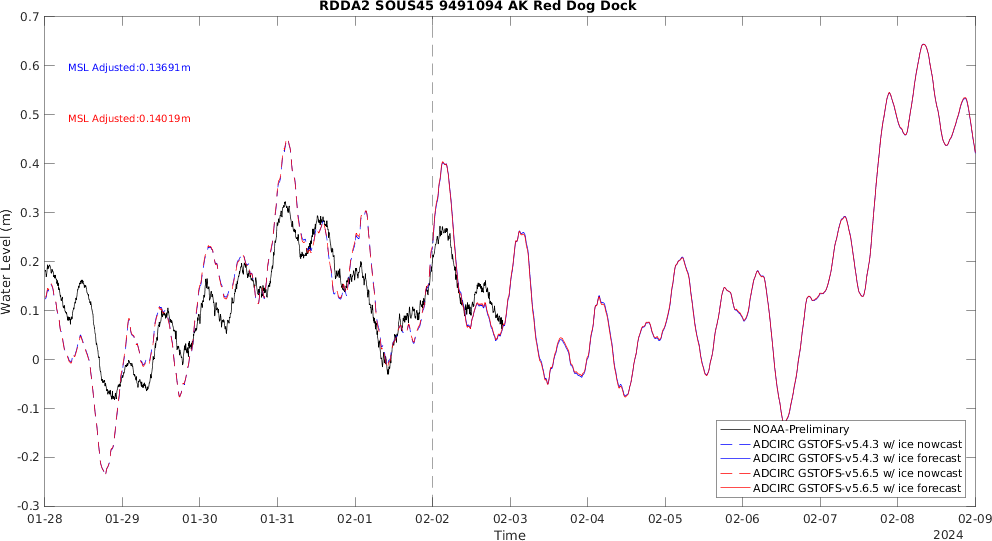 RDDA2 SOUS45 9491094 AK Red Dog Dock
0.7
0.6
0.5
0.4
0.3
0.2
0.1
0
-0.1
-0.2
-0.3
Water Level (m)
MSL Adjusted:0.13691m
MSL Adjusted:0.14019m
NOAA-Preliminary
ADCIRC GSTOFS-v5.4.3 w/ ice nowcast
ADCIRC GSTOFS-v5.4.3 w/ ice forecast
ADCIRC GSTOFS-v5.6.5 w/ ice nowcast
ADCIRC GSTOFS-v5.6.5 w/ ice forecast
01-28 01-29 01-30 01-31 02-01 02-02 02-03 02-04 02-05 02-06 02-07 02-08 02-09
Time
2024